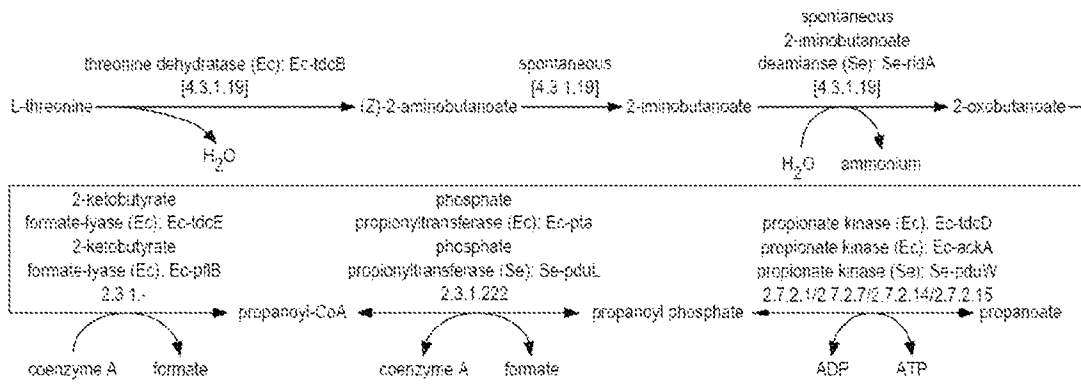 spontaneous
2-iminobutanoate
threonine dehydratase (Ec): Ec-tdcB spontaneous deamianse (Se): Se-ridA
[4.3.1.19] [4.3.1.19] [4.3.1.19]
L-threonine (Z)-2-aminobutanoate 2-iminobutanoate 2-oxobutanoate
H2O H2O ammonium
2-ketobutyrate phosphate
formate-lyase (Ec): Ec-tdcE propionyltransferase (Ec): Ec-pta propionate kinase (Ec): Ec-tdcD
2-ketobutyrate phosphate propionate kinase (Ec): Ec-ackA
formate-lyase (Ec): Ec-pflB propionyltransferase (Se): Se-pduL propionate kinase (Se): Se-pduW
2.3.1.- 2.3.1.222 2.7.2.1/2.7.2.7/2.7.2.14/2.7.2.15
propanoyl-CoA propanoyl phosphate propanoate
coenzyme A formate coenzyme A formate ADP ATP